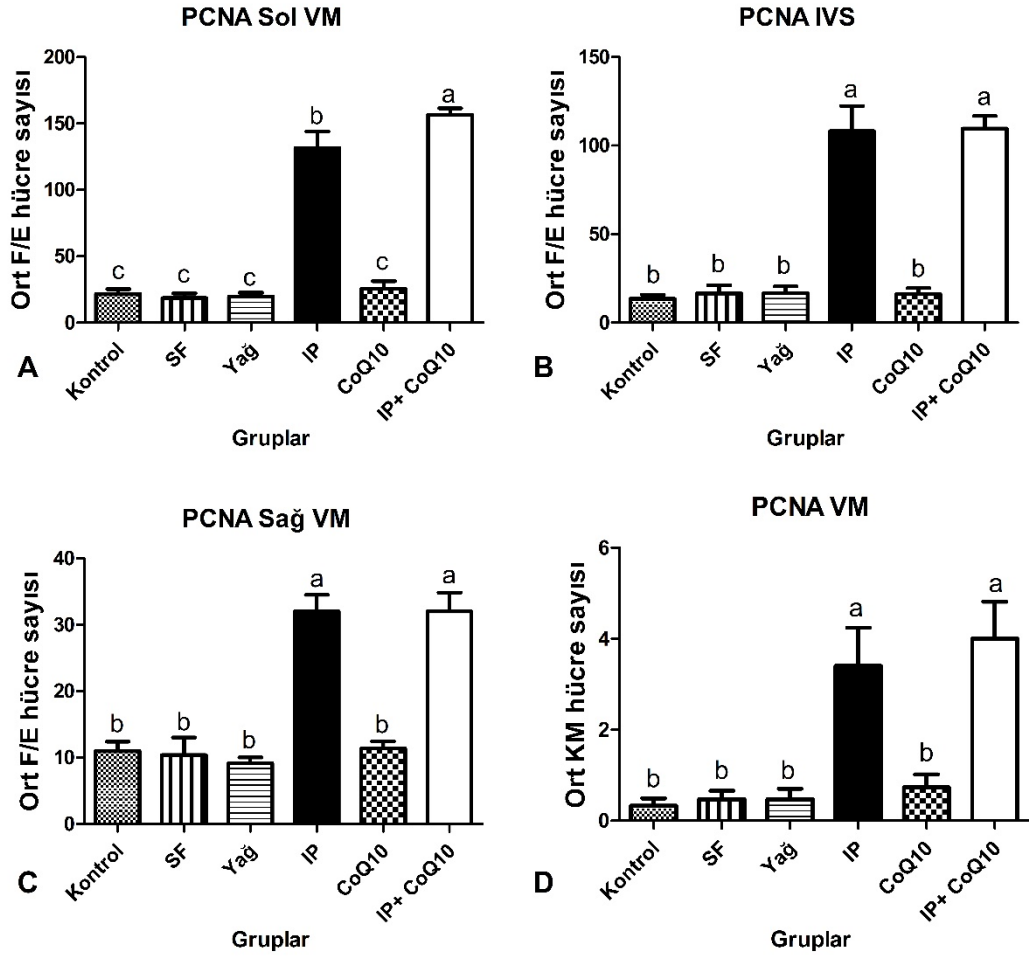 PCNA Sol VM
Ort F/E hücre sayısı
200
150
100
50
0
c
c
c
b
c
a
Kontrol
SF
Yağ
IP
CoQ10
IP+ CoQ10
Gruplar
A
PCNA IVS
Ort F/E hücre sayısı
150
100
50
0
b
b
b
a
b
a
Kontrol
SF
Yağ
IP
CoQ10
IP+ CoQ10
Gruplar
B
PCNA Sağ VM
Ort F/E hücre sayısı
40
30
20
10
0
b
b
b
a
b
a
Kontrol
SF
Yağ
IP
CoQ10
IP+ CoQ10
Gruplar
C
PCNA VM
Ort KM hücre sayısı
6
4
2
0
b
b
b
a
b
a
Kontrol
SF
Yağ
IP
CoQ10
IP+ CoQ10
Gruplar
D